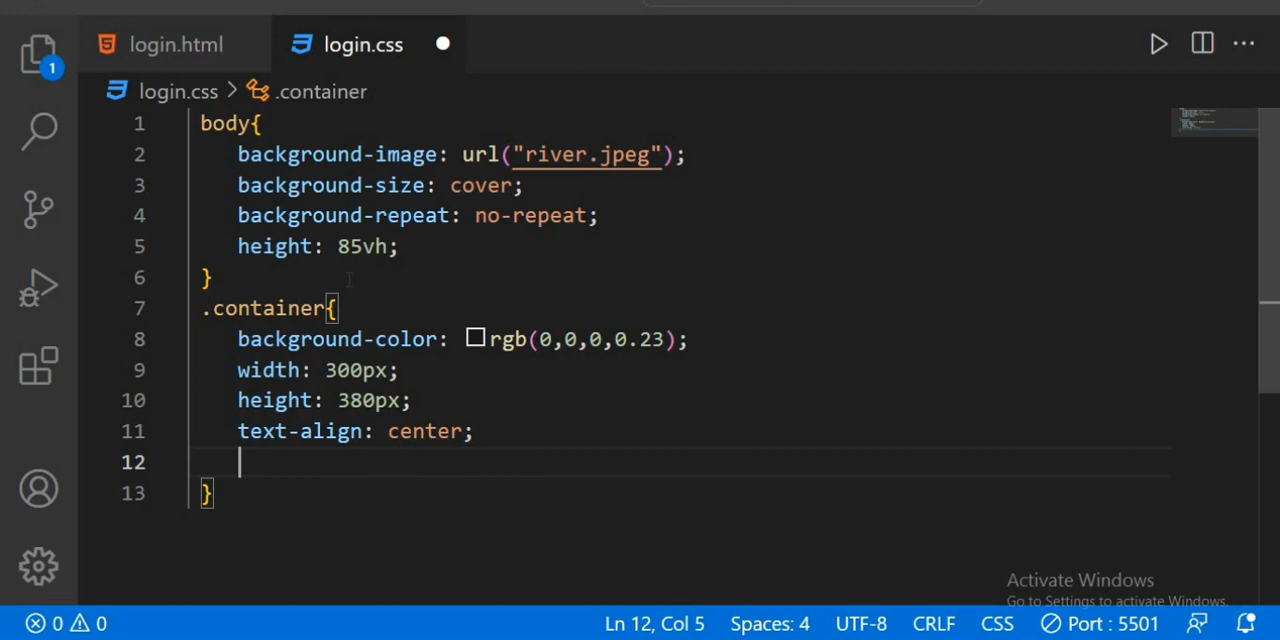 login.html
login.css
1
login.css > .container
1 body{
2 background-image: url("river.jpeg");
3 background-size: cover;
4 background-repeat: no-repeat;
5 height: 85vh;
6 }
7 .container{
8 background-color: rgb(0,0,0,0.23);
9 width: 300px;
10 height: 380px;
11 text-align: center;
12
13 }
Activate Windows
Go to Settings to activate Windows.
0 0 Ln 12, Col 5 Spaces: 4 UTF-8 CRLF CSS Port : 5501